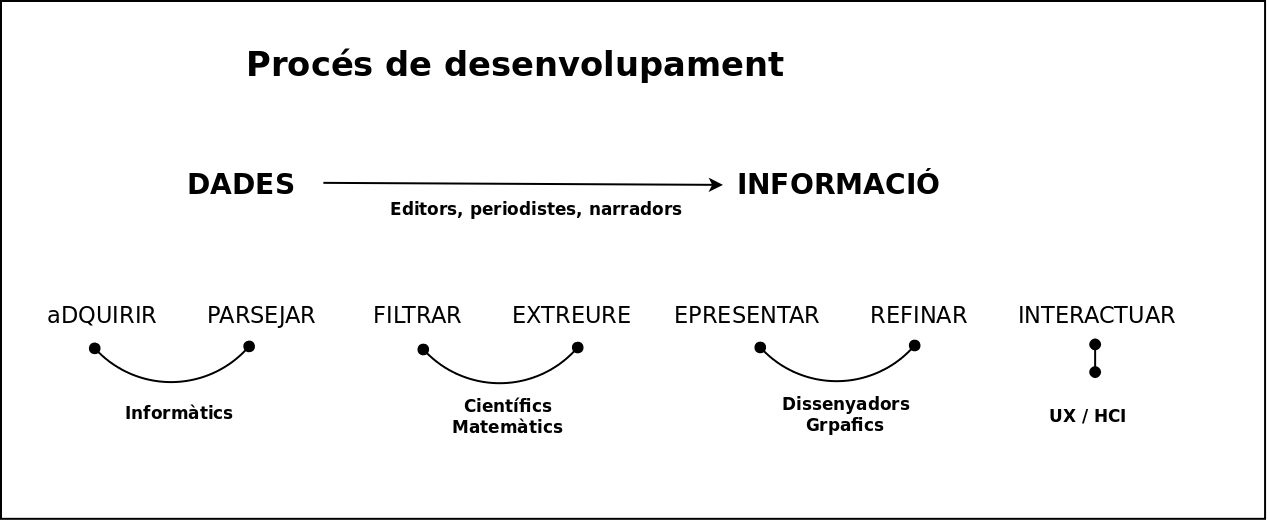 Procés de desenvolupament
DADES
INFORMACIÓ
Editors, periodistes, narradors
aDQUIRIR PARSEJAR FILTRAR EXTREURE EPRESENTAR REFINAR INTERACTUAR
Informàtics
Científics
Matemàtics
Dissenyadors
Grpafics
UX / HCI